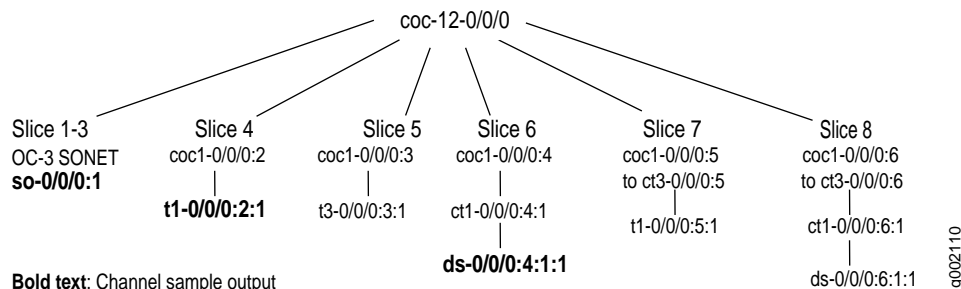 coc-12-0/0/0
Slice 1-3
OC-3 SONET
so-0/0/0:1
Slice 4
coc1-0/0/0:2
t1-0/0/0:2:1
Slice 5
coc1-0/0/0:3
t3-0/0/0:3:1
Slice 6
coc1-0/0/0:4
ct1-0/0/0:4:1
ds-0/0/0:4:1:1
Slice 7
coc1-0/0/0:5
to ct3-0/0/0:5
t1-0/0/0:5:1
Slice 8
coc1-0/0/0:6
to ct3-0/0/0:6
ct1-0/0/0:6:1
ds-0/0/0:6:1:1
Bold text: Channel sample output
g002110